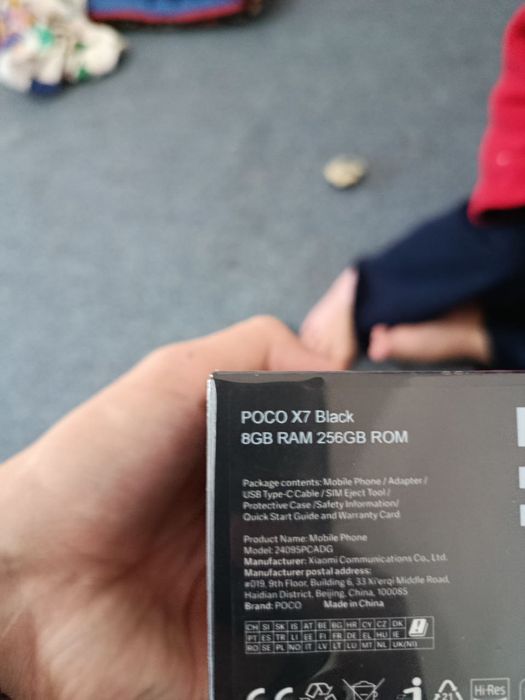 POCO X7 Black
8GB RAM 256GB ROM
Package contents: Mobile Phone / Adapter /
USB Type-C Cable / SIM Eject Tool /
Protective Case /Safety Information/
Quick Start Guide and Warranty Card
Product Name: Mobile Phone
Model: 24095PCADG
Manufacturer: Xiaomi Communications Co., Ltd.
Manufacturer postal address:
#019, 9th Floor, Building 6, 33 Xi'erqi Middle Road,
Haidian District, Beijing, China, 100085
Brand: POCO Made in China
CH SI SK IS AT BE BG HR CY CZ DK
PT ES TR LI EE FI FR DE EL HU IE
RO SE PL NO IT LV LT LU MT NL UK(NI)
CE
21
Hi-Res